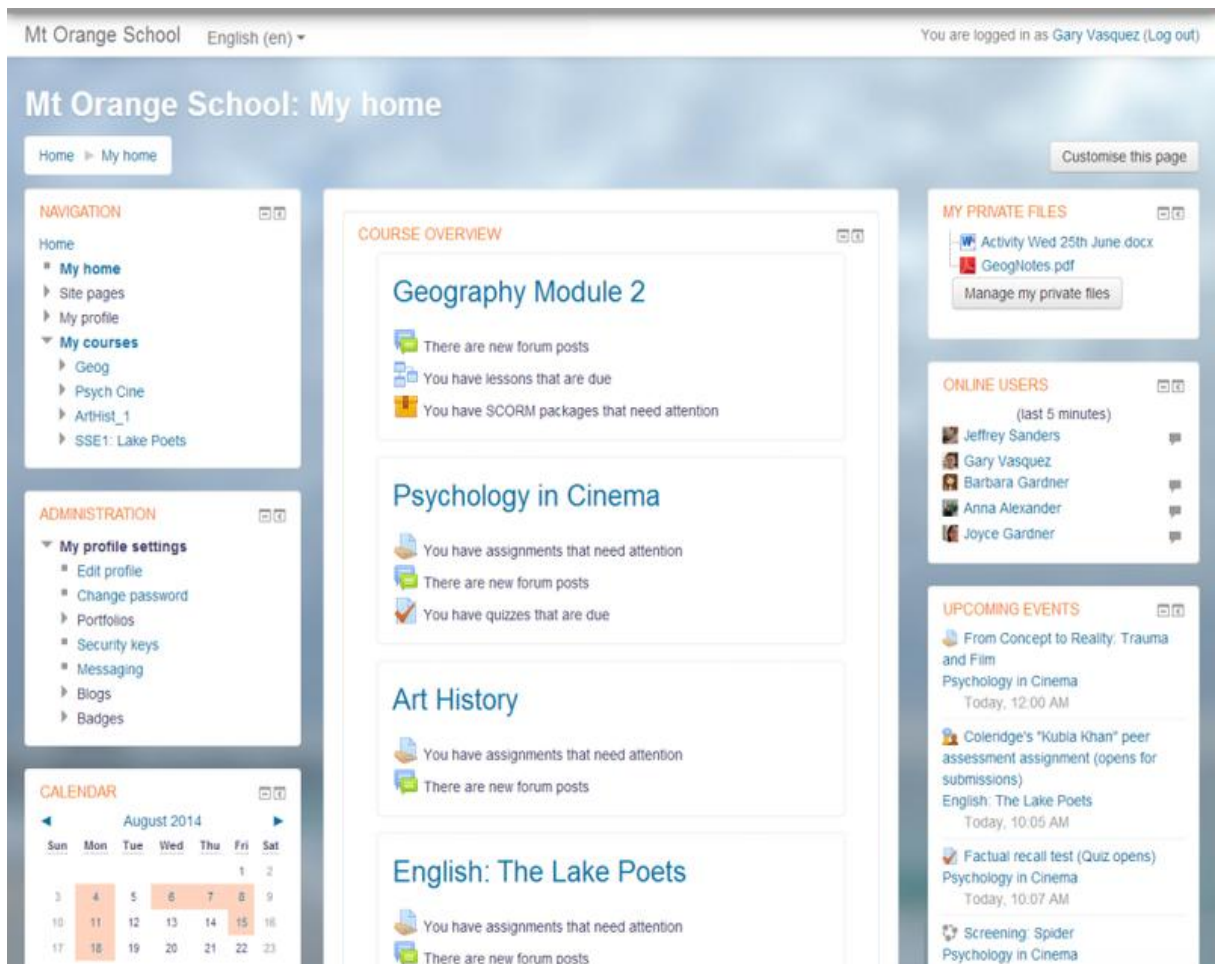 Mt Orange School English (en)
You are logged in as Gary Vasquez (Log out)
Mt Orange School: My home
Home My home
Customise this page
NAVIGATION
Home
My home
Site pages
My profile
My courses
Geog
Psych Cine
ArtHist_1
SSE1: Lake Poets
ADMINISTRATION
My profile settings
Edit profile
Change password
Portfolios
Security keys
Messaging
Blogs
Badges
CALENDAR
August 2014
Sun Mon Tue Wed Thu Fri Sat
1 2
3 4 5 6 7 8 9
10 11 12 13 14 15 16
17 18 19 20 21 22 23
COURSE OVERVIEW
Geography Module 2
There are new forum posts
You have lessons that are due
You have SCORM packages that need attention
Psychology in Cinema
You have assignments that need attention
There are new forum posts
You have quizzes that are due
Art History
You have assignments that need attention
There are new forum posts
English: The Lake Poets
You have assignments that need attention
There are new forum posts
MY PRIVATE FILES
Activity Wed 25th June.docx
GeogNotes.pdf
Manage my private files
ONLINE USERS
(last 5 minutes)
Jeffrey Sanders
Gary Vasquez
Barbara Gardner
Anna Alexander
Joyce Gardner
UPCOMING EVENTS
From Concept to Reality: Trauma
and Film
Psychology in Cinema
Today, 12:00 AM
Coleridge's "Kubla Khan" peer
assessment assignment (opens for
submissions)
English: The Lake Poets
Today, 10:05 AM
Factual recall test (Quiz opens)
Psychology in Cinema
Today, 10:07 AM
Screening: Spider
Psychology in Cinema